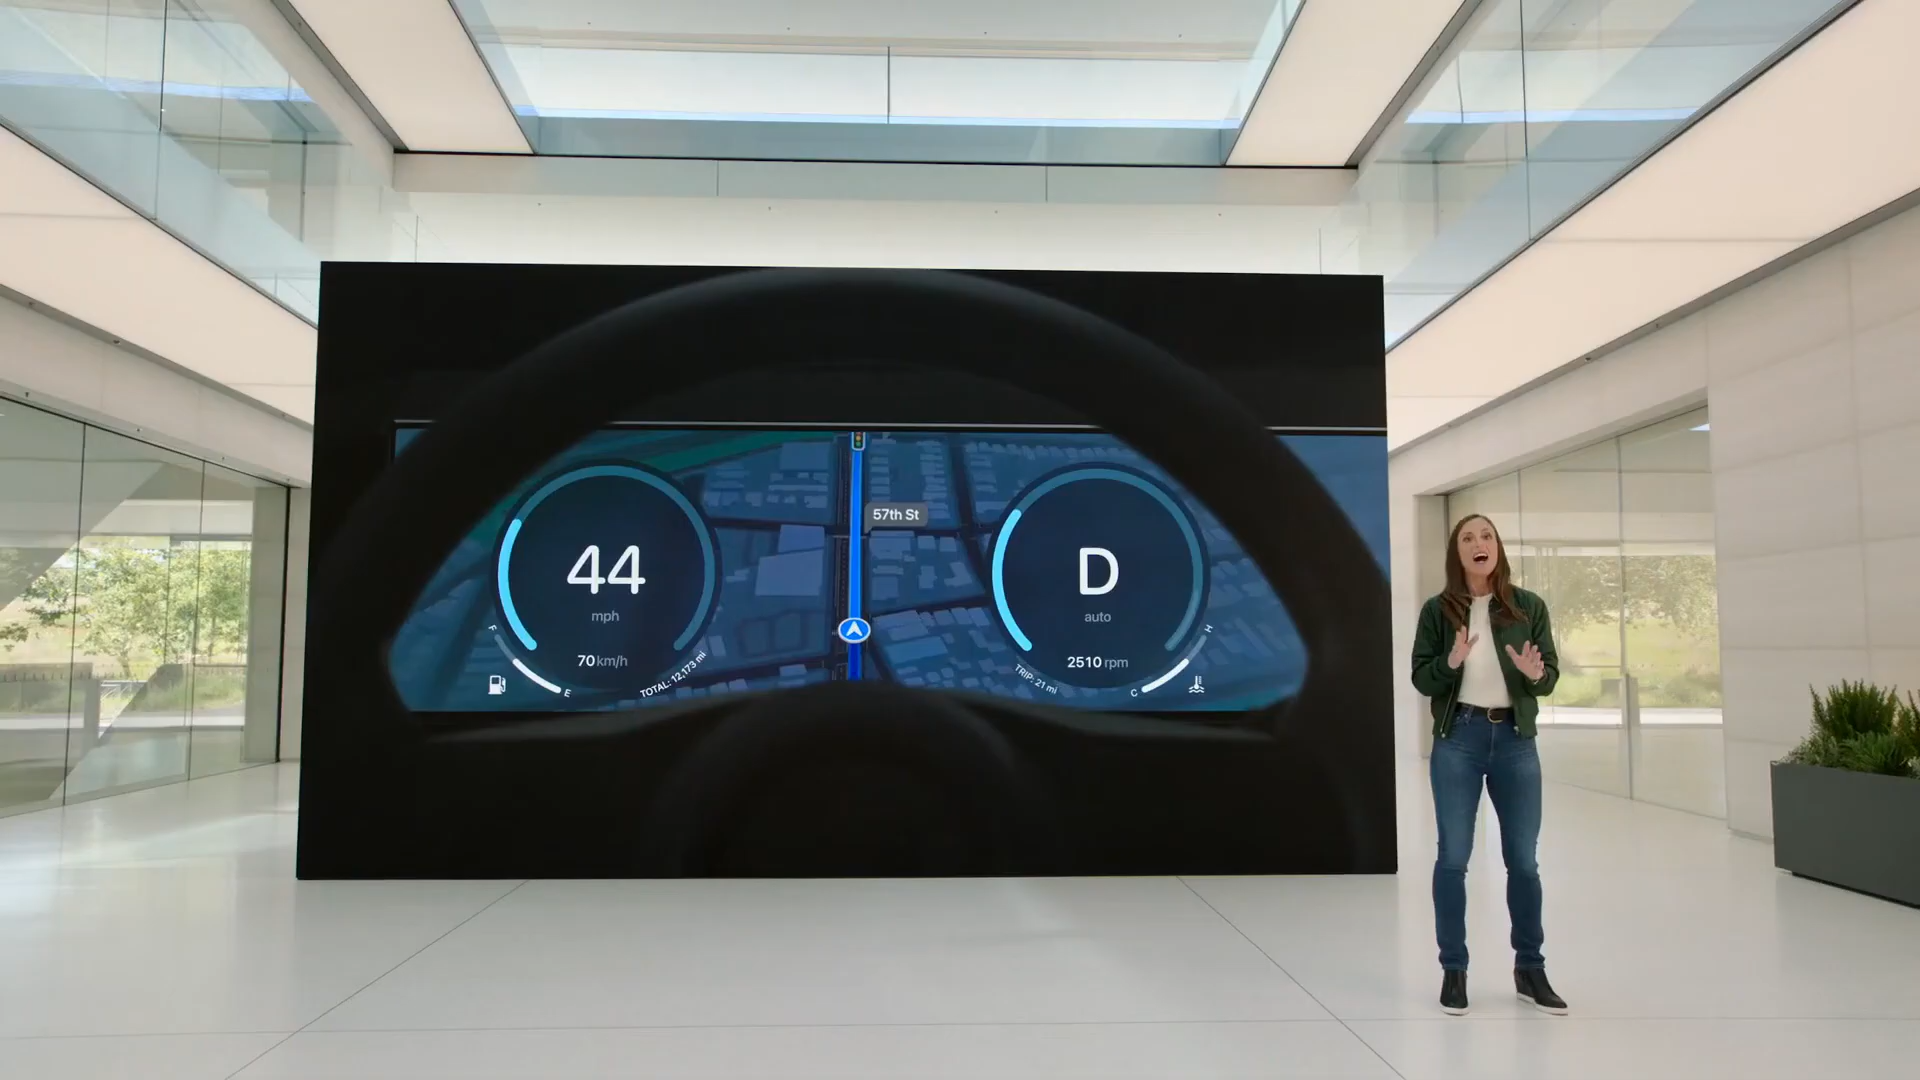 57th St
44
mph
70 km/h
F
E
TOTAL: 12,173 mi
D
auto
2510 rpm
TRIP: 21 mi
C
H